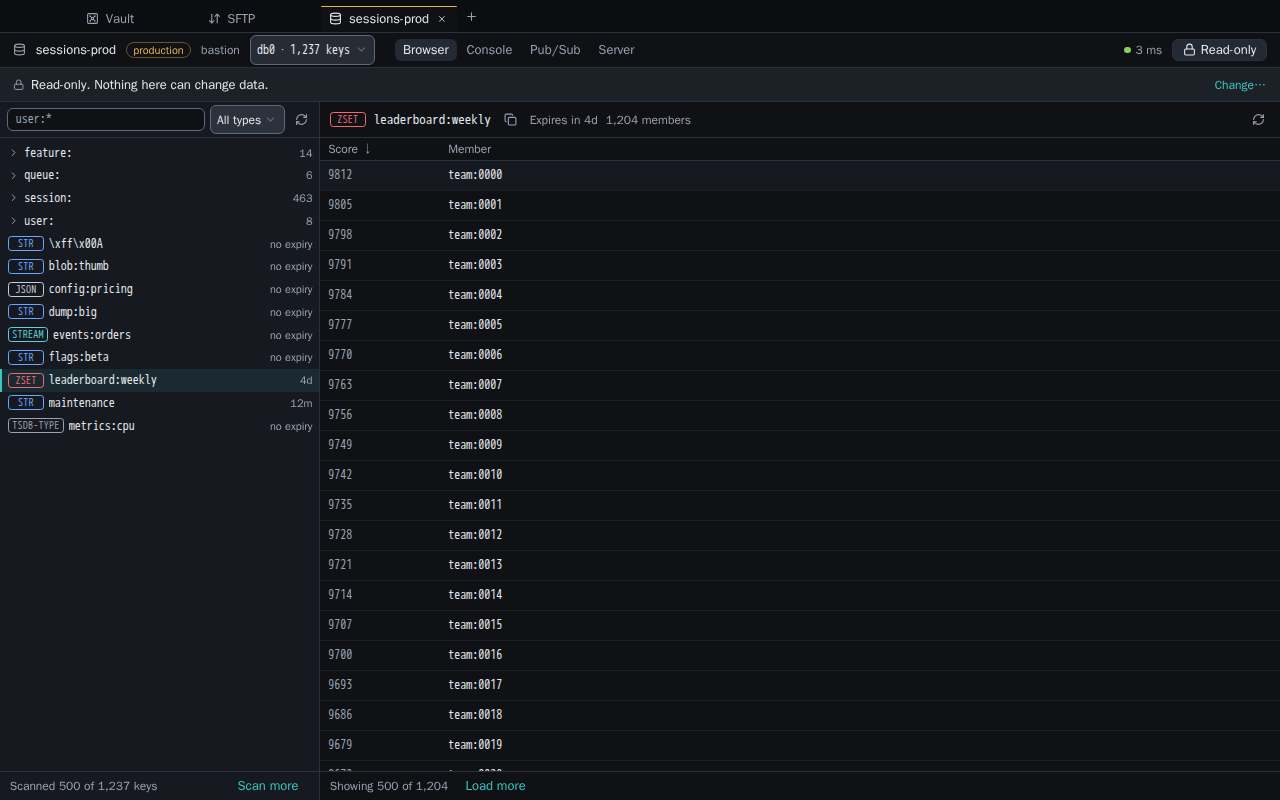 Vault
SFTP
sessions-prod ×
+
sessions-prod production bastion db0 · 1,237 keys Browser Console Pub/Sub Server 3 ms Read-only
Read-only. Nothing here can change data. Change…
user:* All types
feature: 14
queue: 6
session: 463
user: 8
STR \xff\x00A no expiry
STR blob:thumb no expiry
JSON config:pricing no expiry
STR dump:big no expiry
STREAM events:orders no expiry
STR flags:beta no expiry
ZSET leaderboard:weekly 4d
STR maintenance 12m
TSDB-TYPE metrics:cpu no expiry
Scanned 500 of 1,237 keys Scan more
ZSET leaderboard:weekly Expires in 4d 1,204 members
Score ↓ Member
9812 team:0000
9805 team:0001
9798 team:0002
9791 team:0003
9784 team:0004
9777 team:0005
9770 team:0006
9763 team:0007
9756 team:0008
9749 team:0009
9742 team:0010
9735 team:0011
9728 team:0012
9721 team:0013
9714 team:0014
9707 team:0015
9700 team:0016
9693 team:0017
9686 team:0018
9679 team:0019
Showing 500 of 1,204 Load more